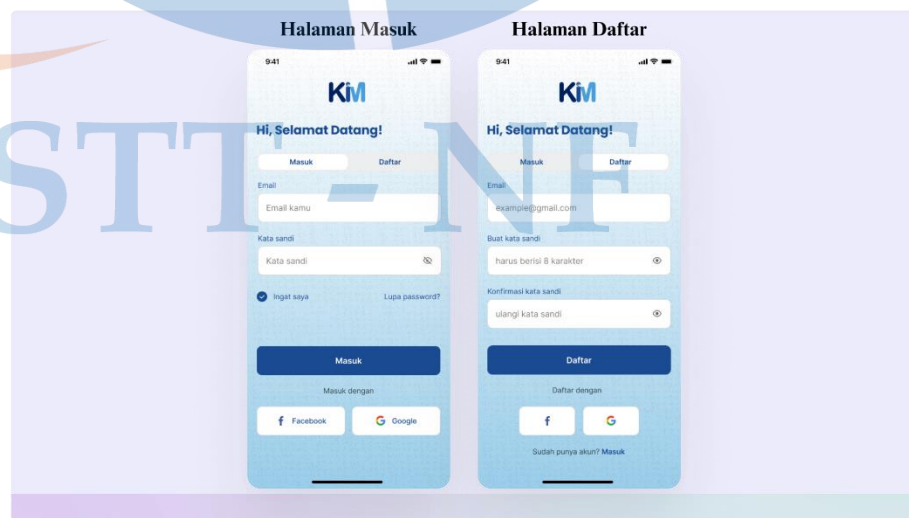 Halaman Masuk
9:41
KiM
Hi, Selamat Datang!
Masuk Daftar
Email
Email kamu
Kata sandi
Kata sandi
Ingat saya Lupa password?
Masuk
Masuk dengan
Facebook Google
Halaman Daftar
9:41
KiM
Hi, Selamat Datang!
Masuk Daftar
Email
example@gmail.com
Buat kata sandi
harus berisi 8 karakter
Konfirmasi kata sandi
ulangi kata sandi
Daftar
Daftar dengan
Sudah punya akun? Masuk
STT - NF